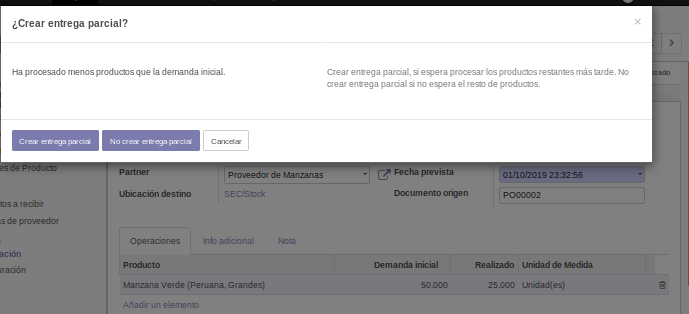 ¿Crear entrega parcial?
×
Ha procesado menos productos que la demanda inicial.
Crear entrega parcial, si espera procesar los productos restantes más tarde. No
crear entrega parcial si no espera el resto de productos.
Crear entrega parcial No crear entrega parcial Cancelar
Partner Proveedor de Manzanas Fecha prevista 01/10/2019 23:32:56
Ubicación destino SEC/Stock Documento origen PO00002
es de Producto
tos a recibir
as de proveedor
ación
uración
izado
Operaciones Info adicional Nota
Producto Demanda inicial Realizado Unidad de Medida
Manzana Verde (Peruana, Grandes) 50.000 25.000 Unidad(es)
Añadir un elemento